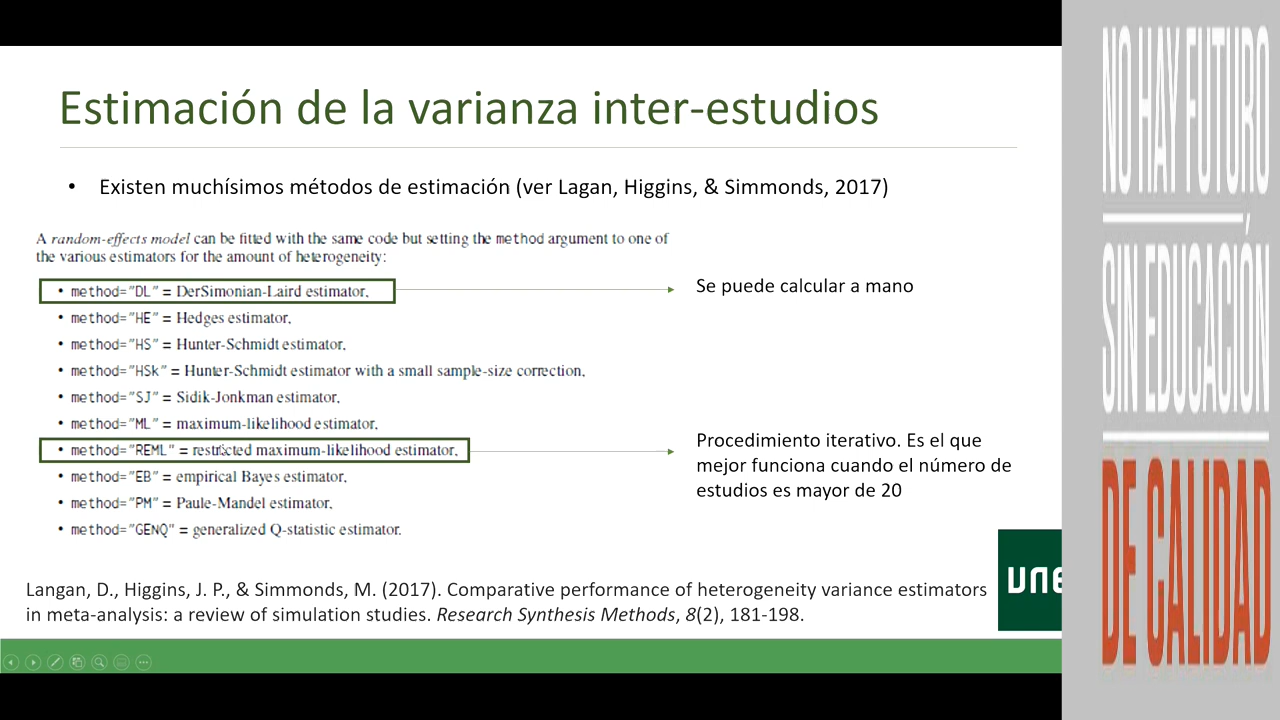 Estimación de la varianza inter-estudios
• Existen muchísimos métodos de estimación (ver Lagan, Higgins, & Simmonds, 2017)
A random-effects model can be fitted with the same code but setting the method argument to one of
the various estimators for the amount of heterogeneity:
• method="DL" = DerSimonian-Laird estimator,
Se puede calcular a mano
• method="HE" = Hedges estimator,
• method="HS" = Hunter-Schmidt estimator,
• method="HSk" = Hunter-Schmidt estimator with a small sample-size correction,
• method="SJ" = Sidik-Jonkman estimator,
• method="ML" = maximum-likelihood estimator,
• method="REML" = restricted maximum-likelihood estimator,
Procedimiento iterativo. Es el que
mejor funciona cuando el número de
estudios es mayor de 20
• method="EB" = empirical Bayes estimator,
• method="PM" = Paule-Mandel estimator,
• method="GENQ" = generalized Q-statistic estimator.
Langan, D., Higgins, J. P., & Simmonds, M. (2017). Comparative performance of heterogeneity variance estimators
in meta-analysis: a review of simulation studies. Research Synthesis Methods, 8(2), 181-198.
une
NO HAY FUTURO
SIN EDUCACIÓN
DE CALIDAD